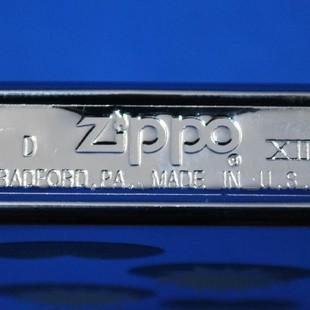 D Zippo® XII
RADFORD, PA. MADE IN U.S.